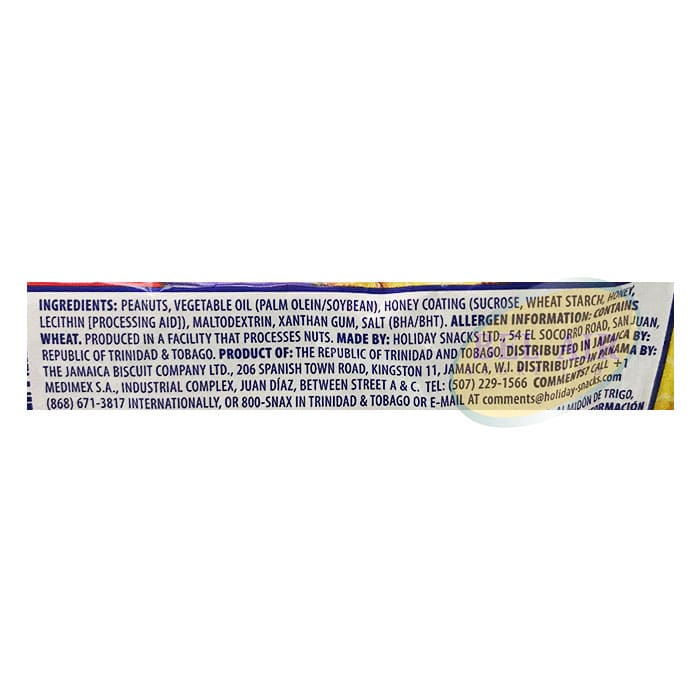 INGREDIENTS: PEANUTS, VEGETABLE OIL (PALM OLEIN/SOYBEAN), HONEY COATING (SUCROSE, WHEAT STARCH, HONEY,
LECITHIN [PROCESSING AID]), MALTODEXTRIN, XANTHAN GUM, SALT (BHA/BHT). ALLERGEN INFORMATION: CONTAINS
WHEAT. PRODUCED IN A FACILITY THAT PROCESSES NUTS. MADE BY: HOLIDAY SNACKS LTD., 54 EL SOCORRO ROAD, SAN JUAN,
REPUBLIC OF TRINIDAD & TOBAGO. PRODUCT OF: THE REPUBLIC OF TRINIDAD AND TOBAGO. DISTRIBUTED IN JAMAICA BY:
THE JAMAICA BISCUIT COMPANY LTD., 206 SPANISH TOWN ROAD, KINGSTON 11, JAMAICA, W.I. DISTRIBUTED IN PANAMA BY:
MEDIMEX S.A., INDUSTRIAL COMPLEX, JUAN DÍAZ, BETWEEN STREET A & C. TEL: (507) 229-1566 COMMENTS? CALL +1
(868) 671-3817 INTERNATIONALLY, OR 800-SNAX IN TRINIDAD & TOBAGO OR E-MAIL AT comments@holiday-snacks.com
ALMIDÓN DE TRIGO,